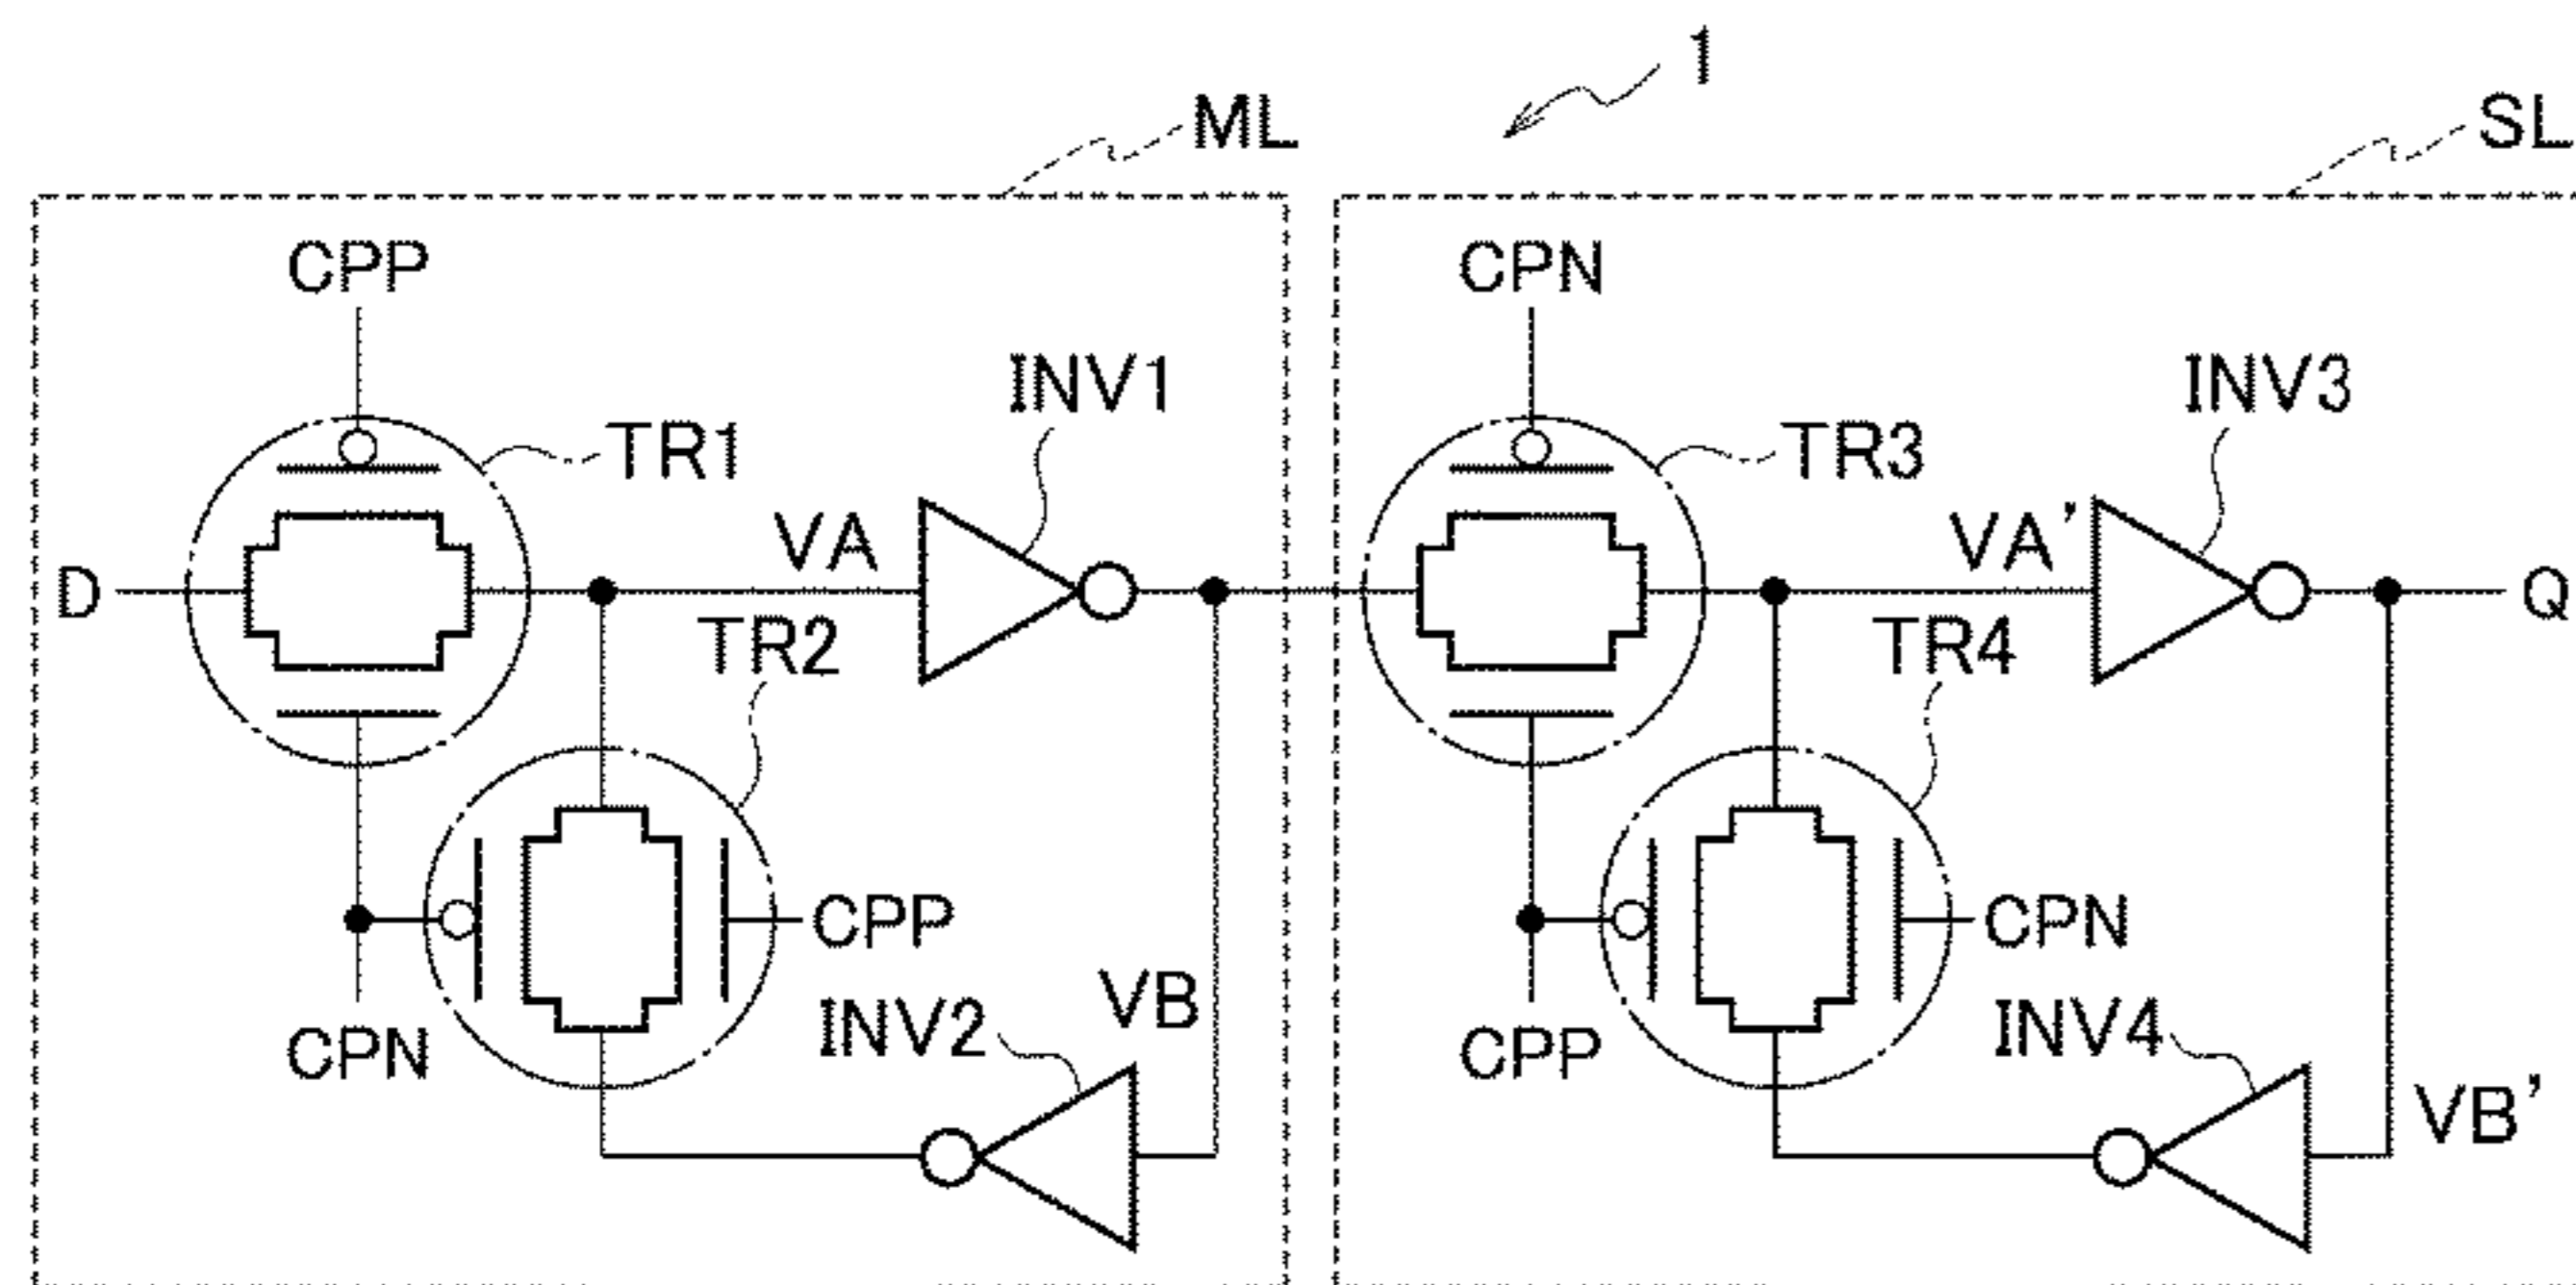 1
ML
SL
CPP
CPN
INV1
INV3
TR1
TR3
VA
VA’
D
Q
TR2
TR4
CPP
CPN
VB
INV2
INV4
CPN
CPP
VB’